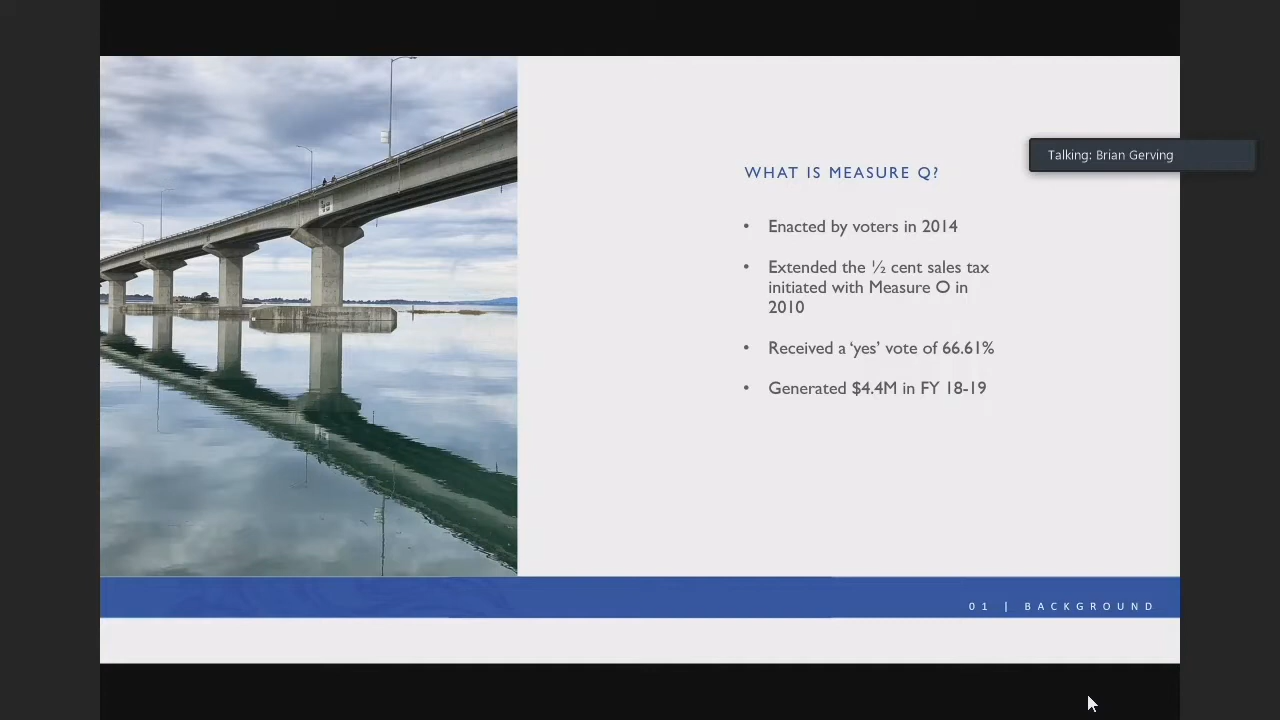 Talking: Brian Gerving
WHAT IS MEASURE Q?
• Enacted by voters in 2014
• Extended the ½ cent sales tax
initiated with Measure O in
2010
• Received a ‘yes’ vote of 66.61%
• Generated $4.4M in FY 18-19
01 | BACKGROUND